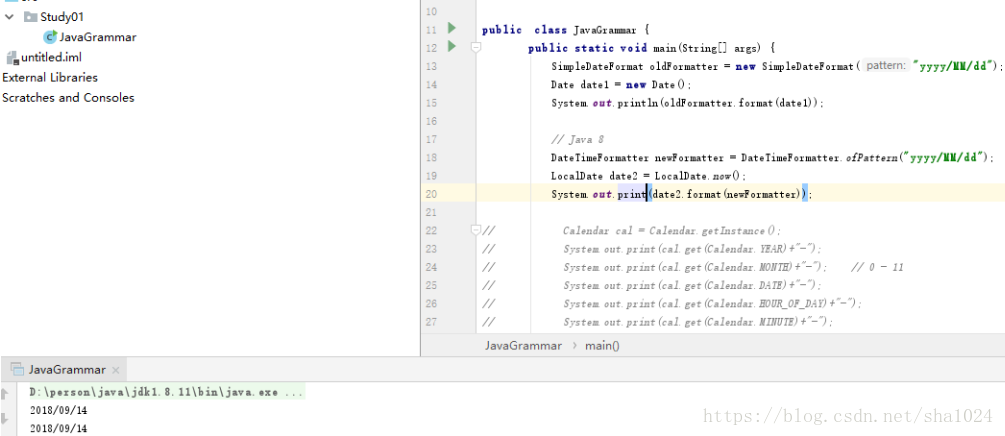 Study01
JavaGrammar
untitled.iml
External Libraries
Scratches and Consoles
10
11 public class JavaGrammar {
12 public static void main(String[] args) {
13 SimpleDateFormat oldFormatter = new SimpleDateFormat( pattern: "yyyy/MM/dd");
14 Date date1 = new Date();
15 System.out.println(oldFormatter.format(date1));
16
17 // Java 8
18 DateTimeFormatter newFormatter = DateTimeFormatter.ofPattern("yyyy/MM/dd");
19 LocalDate date2 = LocalDate.now();
20 System.out.print(date2.format(newFormatter));
21
22 // Calendar cal = Calendar.getInstance();
23 // System.out.print(cal.get(Calendar.YEAR)+"-");
24 // System.out.print(cal.get(Calendar.MONTH)+"-"); // 0 - 11
25 // System.out.print(cal.get(Calendar.DATE)+"-");
26 // System.out.print(cal.get(Calendar.HOUR_OF_DAY)+"-");
27 // System.out.print(cal.get(Calendar.MINUTE)+"-");
JavaGrammar > main()
JavaGrammar ×
D:\person\java\jdk1.8.11\bin\java.exe ...
2018/09/14
2018/09/14
https://blog.csdn.net/sha1024